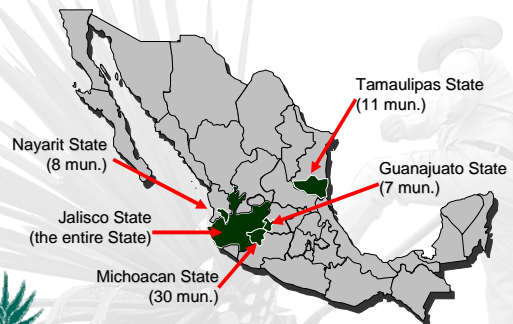 Tamaulipas State
(11 mun.)
Nayarit State
(8 mun.)
Guanajuato State
(7 mun.)
Jalisco State
(the entire State)
Michoacan State
(30 mun.)